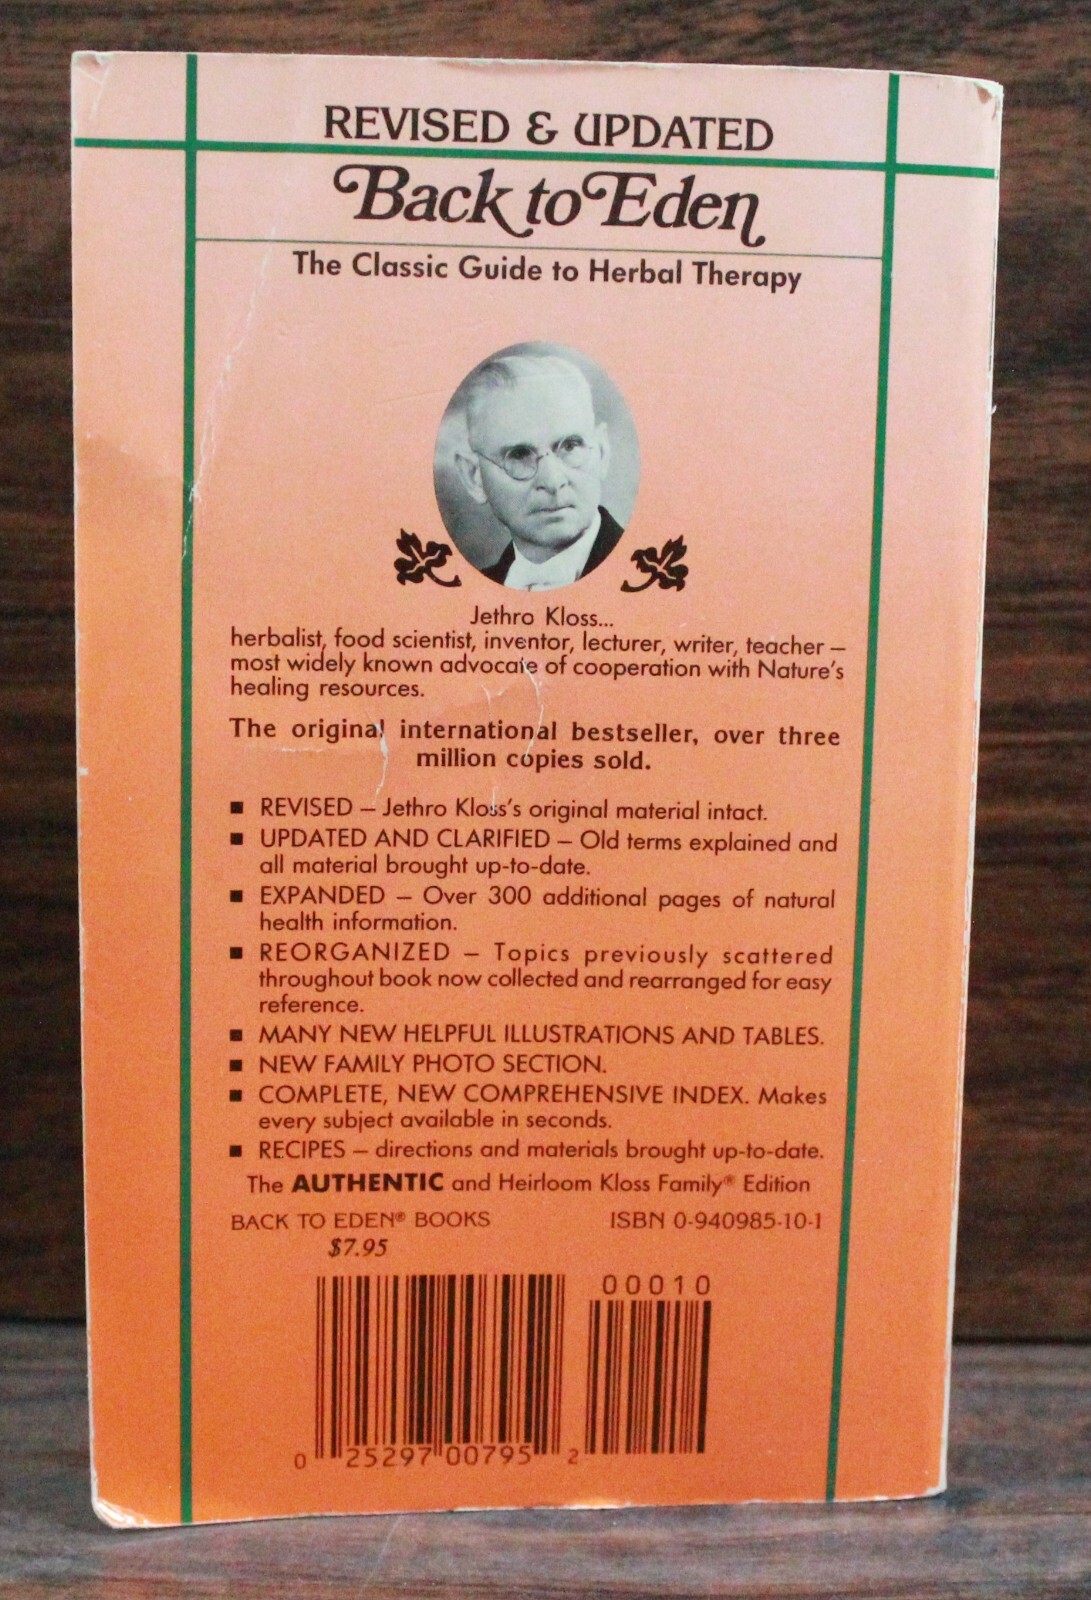 REVISED & UPDATED
Back to Eden
The Classic Guide to Herbal Therapy
Jethro Kloss...
herbalist, food scientist, inventor, lecturer, writer, teacher –
most widely known advocate of cooperation with Nature's
healing resources.
The original international bestseller, over three
million copies sold.
■ REVISED – Jethro Kloss's original material intact.
■ UPDATED AND CLARIFIED – Old terms explained and
all material brought up-to-date.
■ EXPANDED – Over 300 additional pages of natural
health information.
■ REORGANIZED – Topics previously scattered
throughout book now collected and rearranged for easy
reference.
■ MANY NEW HELPFUL ILLUSTRATIONS AND TABLES.
■ NEW FAMILY PHOTO SECTION.
■ COMPLETE, NEW COMPREHENSIVE INDEX. Makes
every subject available in seconds.
■ RECIPES – directions and materials brought up-to-date.
The AUTHENTIC and Heirloom Kloss Family® Edition
BACK TO EDEN® BOOKS ISBN 0-940985-10-1
$7.95
00010
0 25297 00795 2